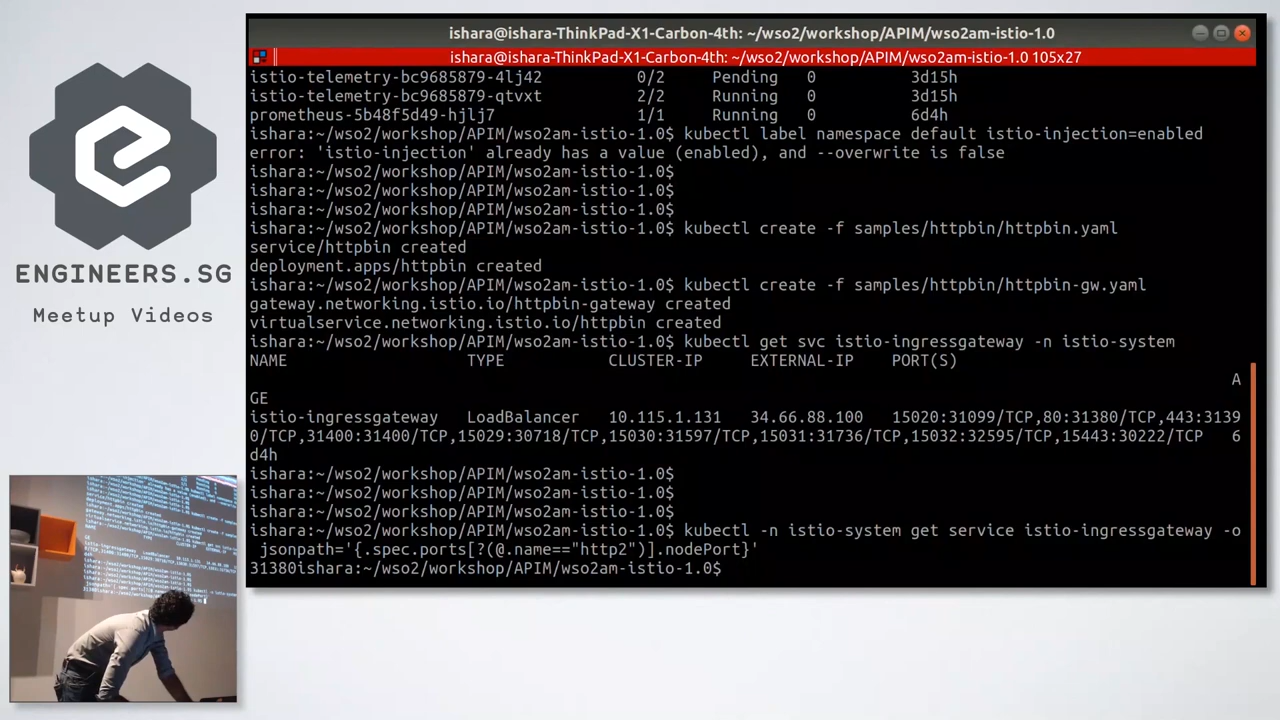 ishara@ishara-ThinkPad-X1-Carbon-4th: ~/wso2/workshop/APIM/wso2am-istio-1.0
ishara@ishara-ThinkPad-X1-Carbon-4th: ~/wso2/workshop/APIM/wso2am-istio-1.0 105x27
istio-telemetry-bc9685879-4lj42 0/2 Pending 0 3d15h
istio-telemetry-bc9685879-qtvxt 2/2 Running 0 3d15h
prometheus-5b48f5d49-hjlj7 1/1 Running 0 6d4h
ishara:~/wso2/workshop/APIM/wso2am-istio-1.0$ kubectl label namespace default istio-injection=enabled
error: 'istio-injection' already has a value (enabled), and --overwrite is false
ishara:~/wso2/workshop/APIM/wso2am-istio-1.0$
ishara:~/wso2/workshop/APIM/wso2am-istio-1.0$
ishara:~/wso2/workshop/APIM/wso2am-istio-1.0$
ishara:~/wso2/workshop/APIM/wso2am-istio-1.0$ kubectl create -f samples/httpbin/httpbin.yaml
service/httpbin created
deployment.apps/httpbin created
ishara:~/wso2/workshop/APIM/wso2am-istio-1.0$ kubectl create -f samples/httpbin/httpbin-gw.yaml
gateway.networking.istio.io/httpbin-gateway created
virtualservice.networking.istio.io/httpbin created
ishara:~/wso2/workshop/APIM/wso2am-istio-1.0$ kubectl get svc istio-ingressgateway -n istio-system
NAME TYPE CLUSTER-IP EXTERNAL-IP PORT(S)
A
GE
istio-ingressgateway LoadBalancer 10.115.1.131 34.66.88.100 15020:31099/TCP,80:31380/TCP,443:3139
0/TCP,31400:31400/TCP,15029:30718/TCP,15030:31597/TCP,15031:31736/TCP,15032:32595/TCP,15443:30222/TCP 6
d4h
ishara:~/wso2/workshop/APIM/wso2am-istio-1.0$
ishara:~/wso2/workshop/APIM/wso2am-istio-1.0$
ishara:~/wso2/workshop/APIM/wso2am-istio-1.0$
ishara:~/wso2/workshop/APIM/wso2am-istio-1.0$ kubectl -n istio-system get service istio-ingressgateway -o
jsonpath='{.spec.ports[?(@.name=="http2")].nodePort}'
31380ishara:~/wso2/workshop/APIM/wso2am-istio-1.0$
ENGINEERS.SG
Meetup Videos